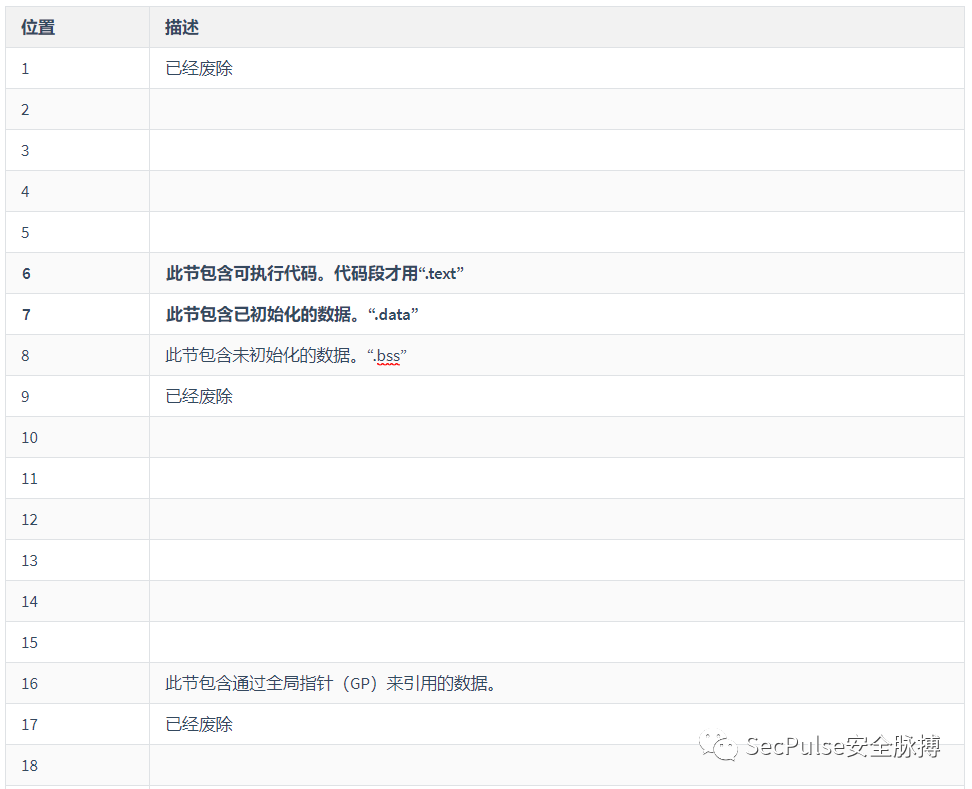 位置 描述
1 已经废除
2
3
4
5
6 此节包含可执行代码。代码段才用“.text”
7 此节包含已初始化的数据。“.data”
8 此节包含未初始化的数据。“.bss”
9 已经废除
10
11
12
13
14
15
16 此节包含通过全局指针（GP）来引用的数据。
17 已经废除
18
SecPulse安全脉搏